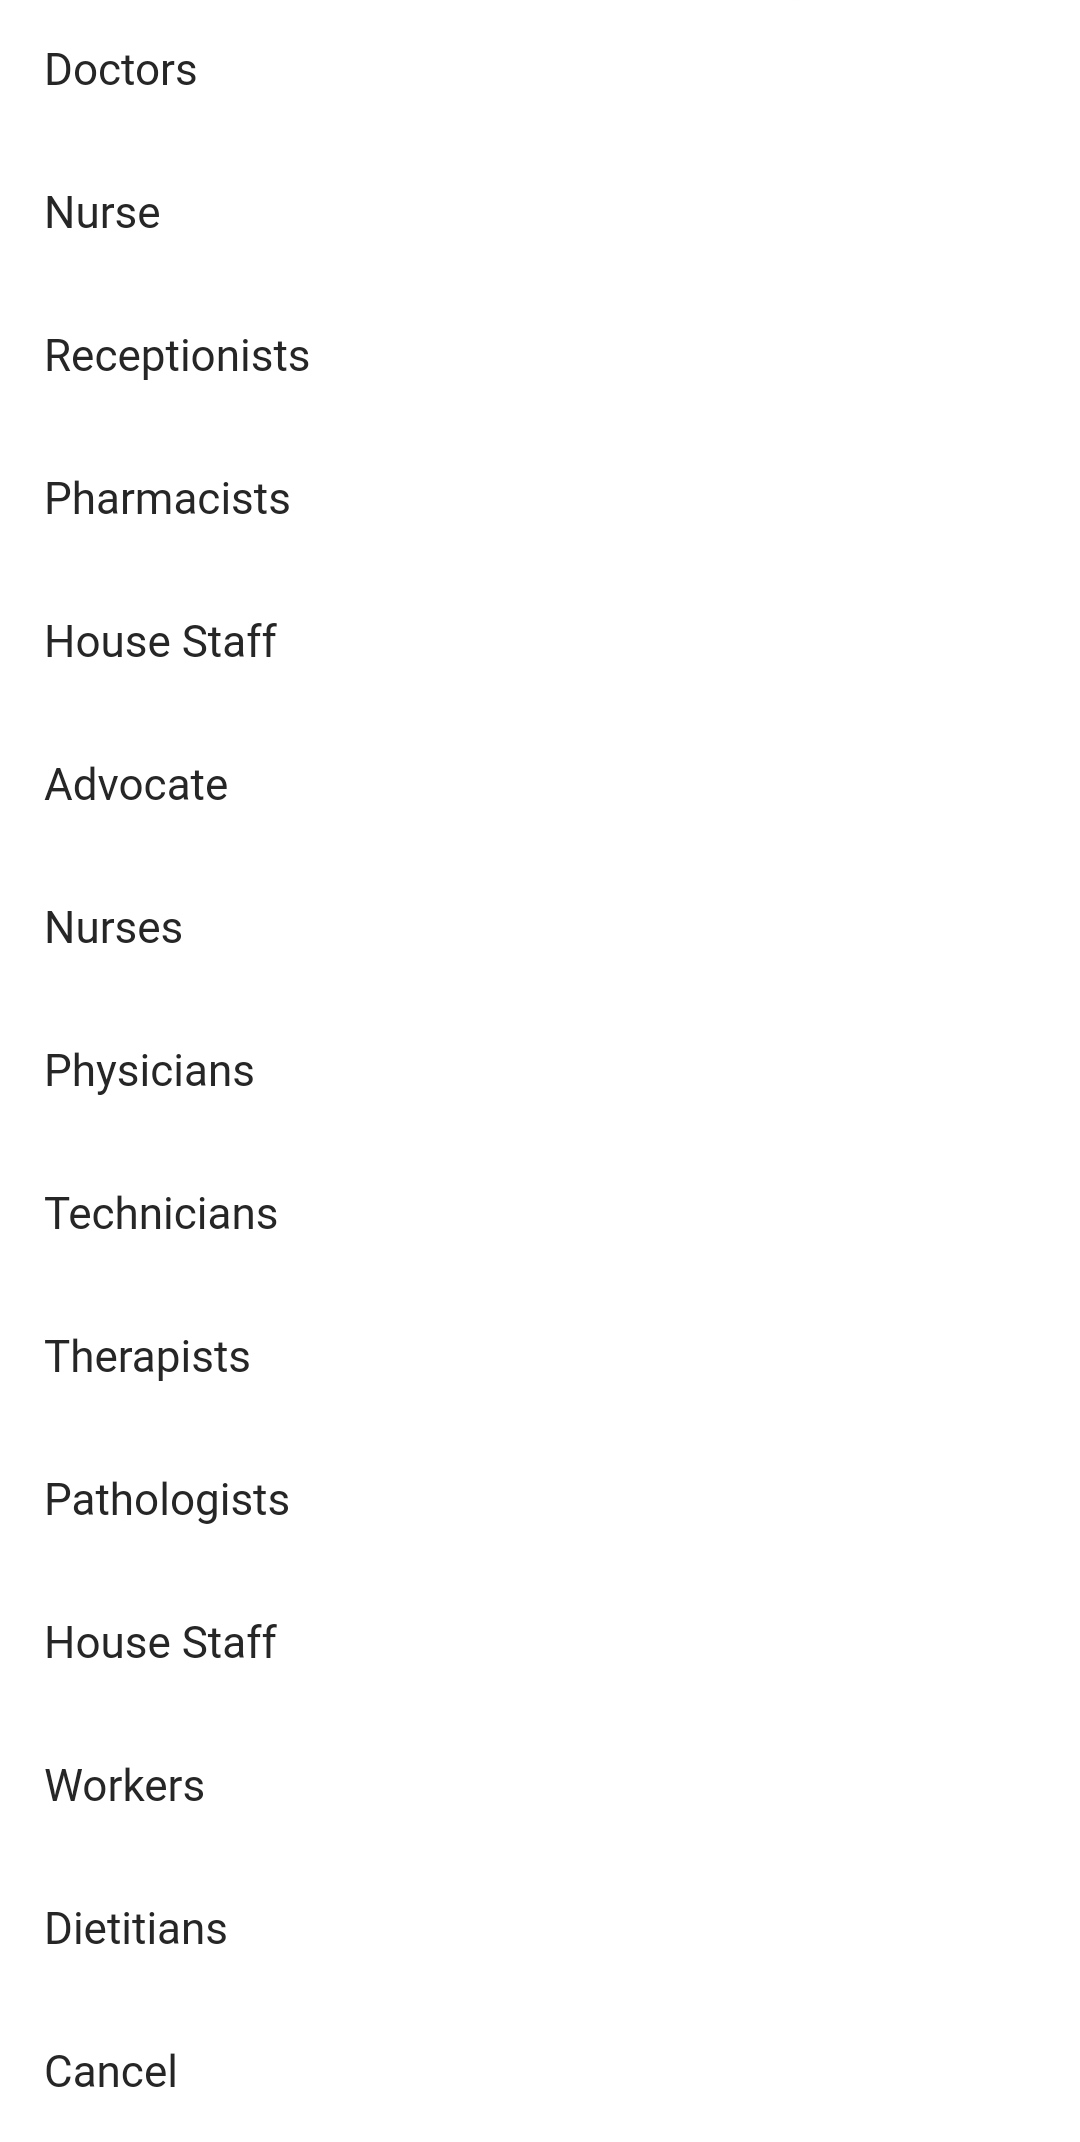 Doctors
Nurse
Receptionists
Pharmacists
House Staff
Advocate
Nurses
Physicians
Technicians
Therapists
Pathologists
House Staff
Workers
Dietitians
Cancel